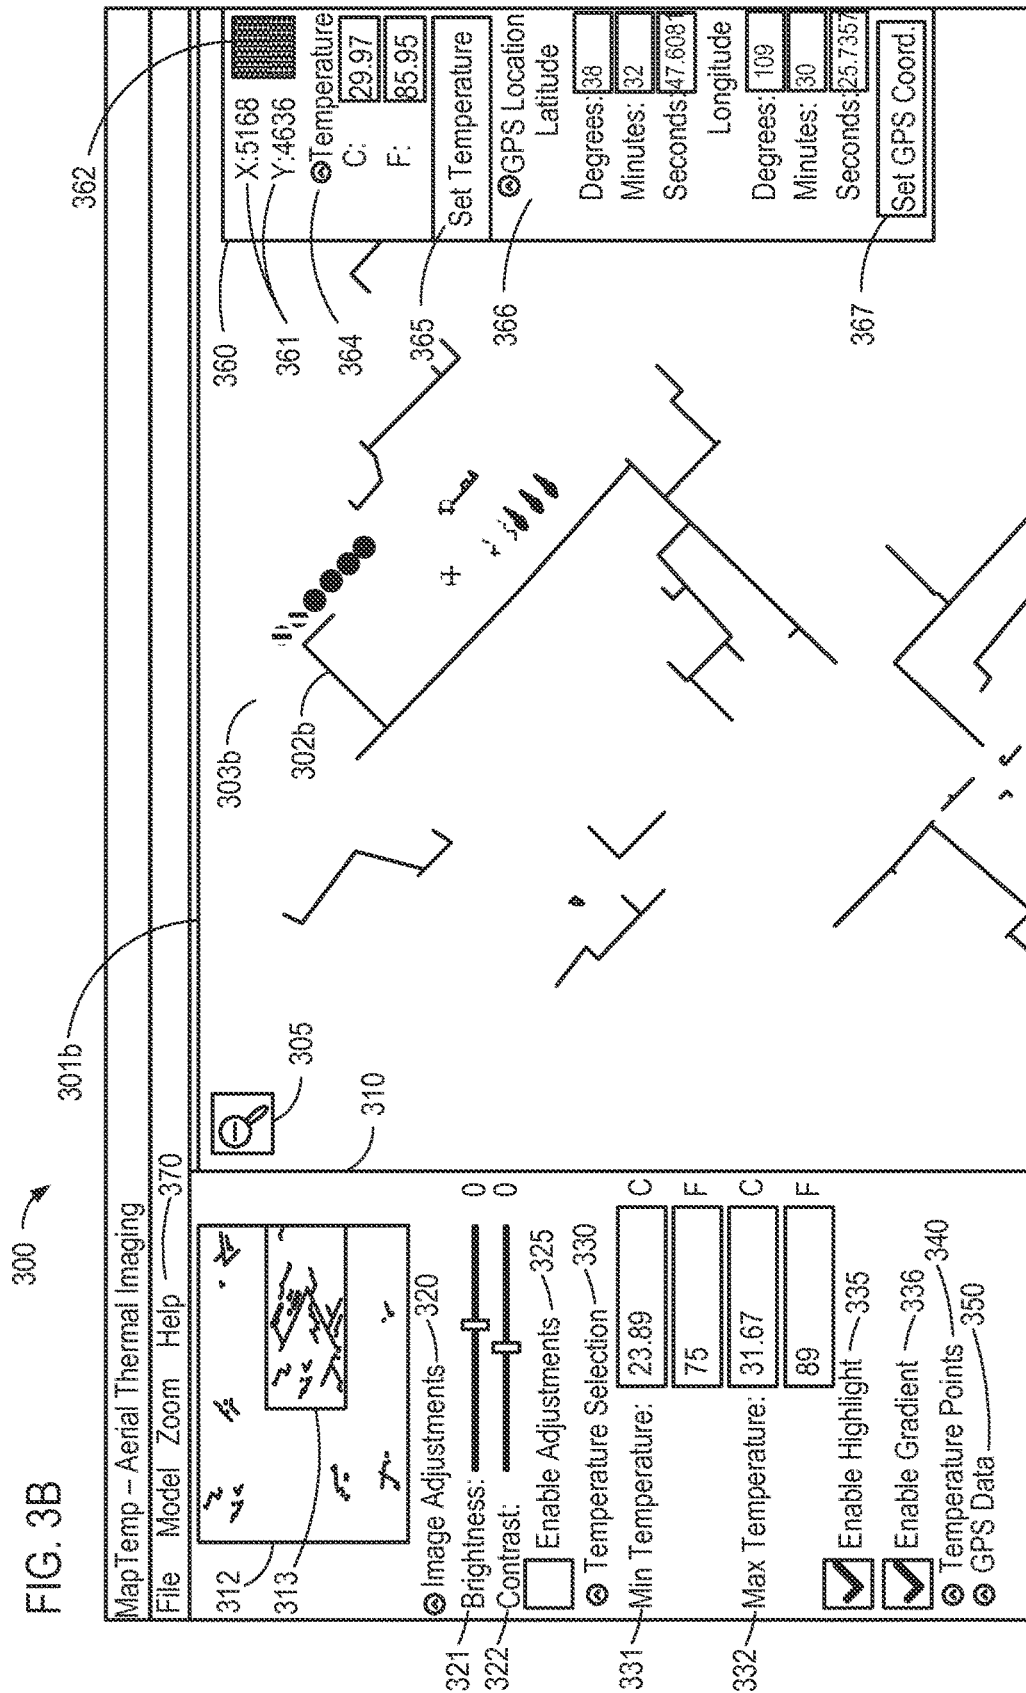 FIG. 3B
300
301b
MapTemp – Aerial Thermal Imaging
File Model Zoom Help
370
312
313
Image Adjustments
320
321
Brightness:
0
322
Contrast:
0
Enable Adjustments
325
Temperature Selection
330
331
Min Temperature:
23.89
C
75
F
332
Max Temperature:
31.67
C
89
F
Enable Highlight
335
Enable Gradient
336
Temperature Points
340
GPS Data
350
305
310
303b
302b
360
362
X:5168
Y:4636
361
Temperature
364
C:
29.97
F:
85.95
Set Temperature
365
GPS Location
366
Latitude
Degrees:
38
Minutes:
32
Seconds:
47.6081
Longitude
Degrees:
109
Minutes:
30
Seconds:
25.7357
Set GPS Coord.
367